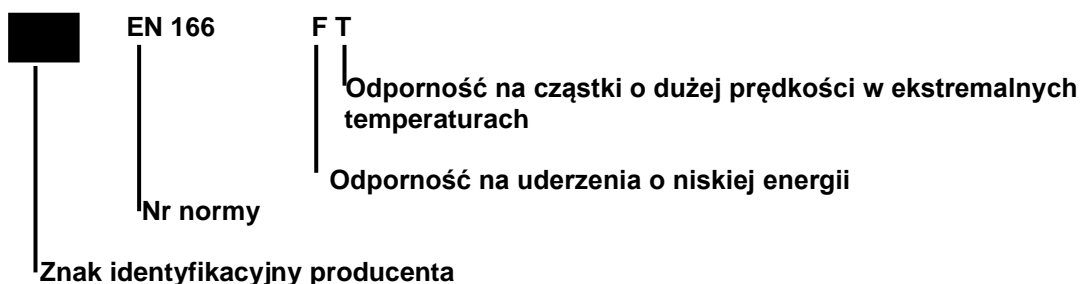 EN 166 F T
Odporność na cząstki o dużej prędkości w ekstremalnych
temperaturach
Odporność na uderzenia o niskiej energii
Nr normy
Znak identyfikacyjny producenta